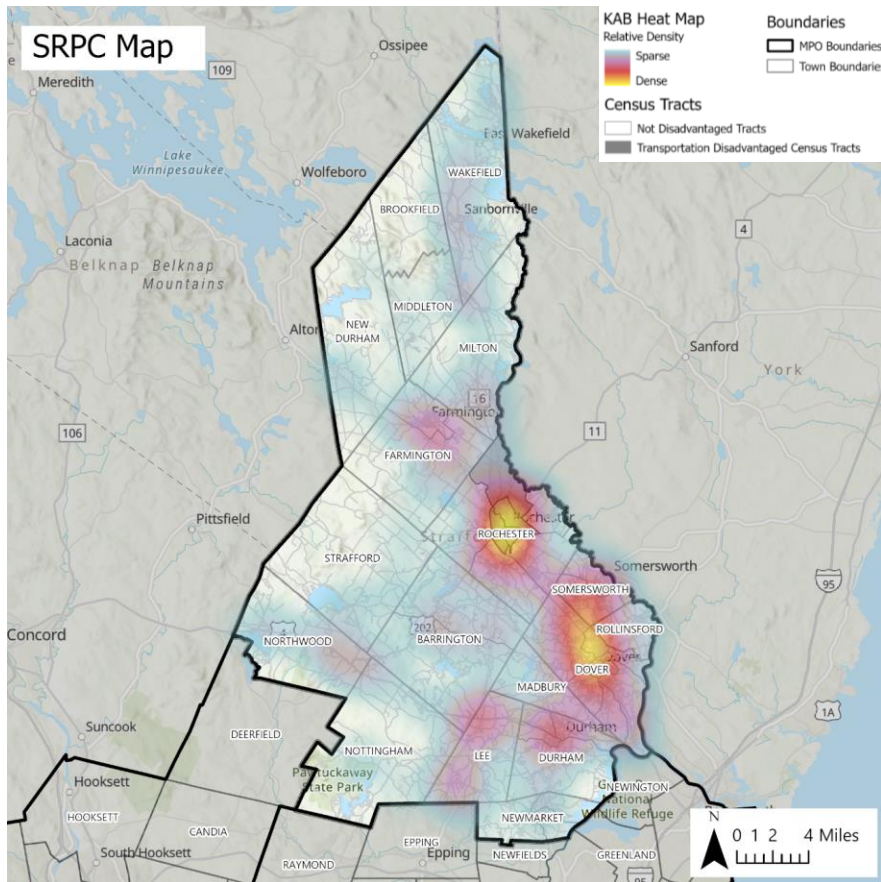 SRPC Map
KAB Heat Map
Relative Density
Sparse
Dense
Census Tracts
Not Disadvantaged Tracts
Transportation Disadvantaged Census Tracts
Boundaries
MPO Boundaries
Town Boundaries
Ossipee
109
Meredith
East Wakefield
WAKEFIELD
Lake
Winnipesaukee
Wolfeboro
BROOKFIELD
Sanbornville
4
Laconia
Belknap
Belknap
Mountains
MIDDLETON
NEW
DURHAM
Alton
MILTON
Sanford
York
16
Farmington
106
11
FARMINGTON
Pittsfield
Rochester
ROCHESTER
Strafford
STRAFFORD
Somersworth
SOMERSWORTH
95
Concord
4
202
NORTHWOOD
BARRINGTON
ROLLINSFORD
Dover
DOVER
MADBURY
1A
Suncook
DEERFIELD
Durham
NOTTINGHAM
LEE
DURHAM
Pawtuckaway
State Park
Hooksett
NEWINGTON
National
Wildlife Refuge
HOOKSETT
CANDIA
NEWMARKET
EPPING
South Hooksett
RAYMOND
Epping
NEWFIELDS
GREENLAND
95
N
0 1 2 4 Miles